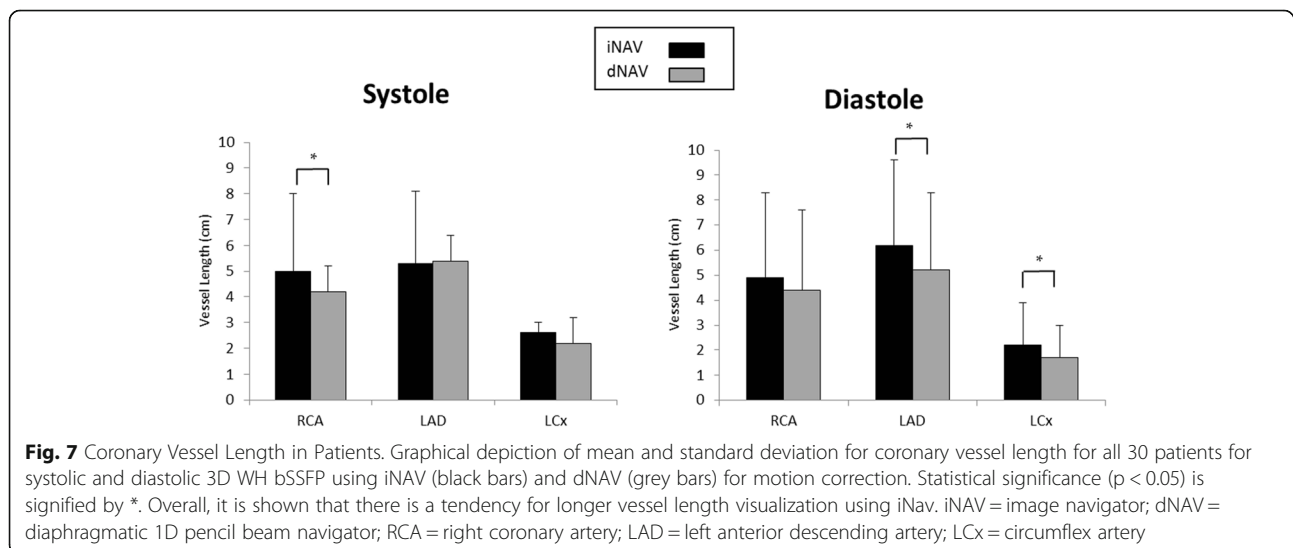 iNAV
dNAV
Systole
Diastole
Vessel Length (cm)
10
9
8
7
6
5
4
3
2
1
0
*
RCA LAD LCx
Vessel Length (cm)
10
9
8
7
6
5
4
3
2
1
0
*
*
RCA LAD LCx
Fig. 7 Coronary Vessel Length in Patients. Graphical depiction of mean and standard deviation for coronary vessel length for all 30 patients for
systolic and diastolic 3D WH bSSFP using iNAV (black bars) and dNAV (grey bars) for motion correction. Statistical significance (p < 0.05) is
signified by *. Overall, it is shown that there is a tendency for longer vessel length visualization using iNav. iNAV = image navigator; dNAV =
diaphragmatic 1D pencil beam navigator; RCA = right coronary artery; LAD = left anterior descending artery; LCx = circumflex artery